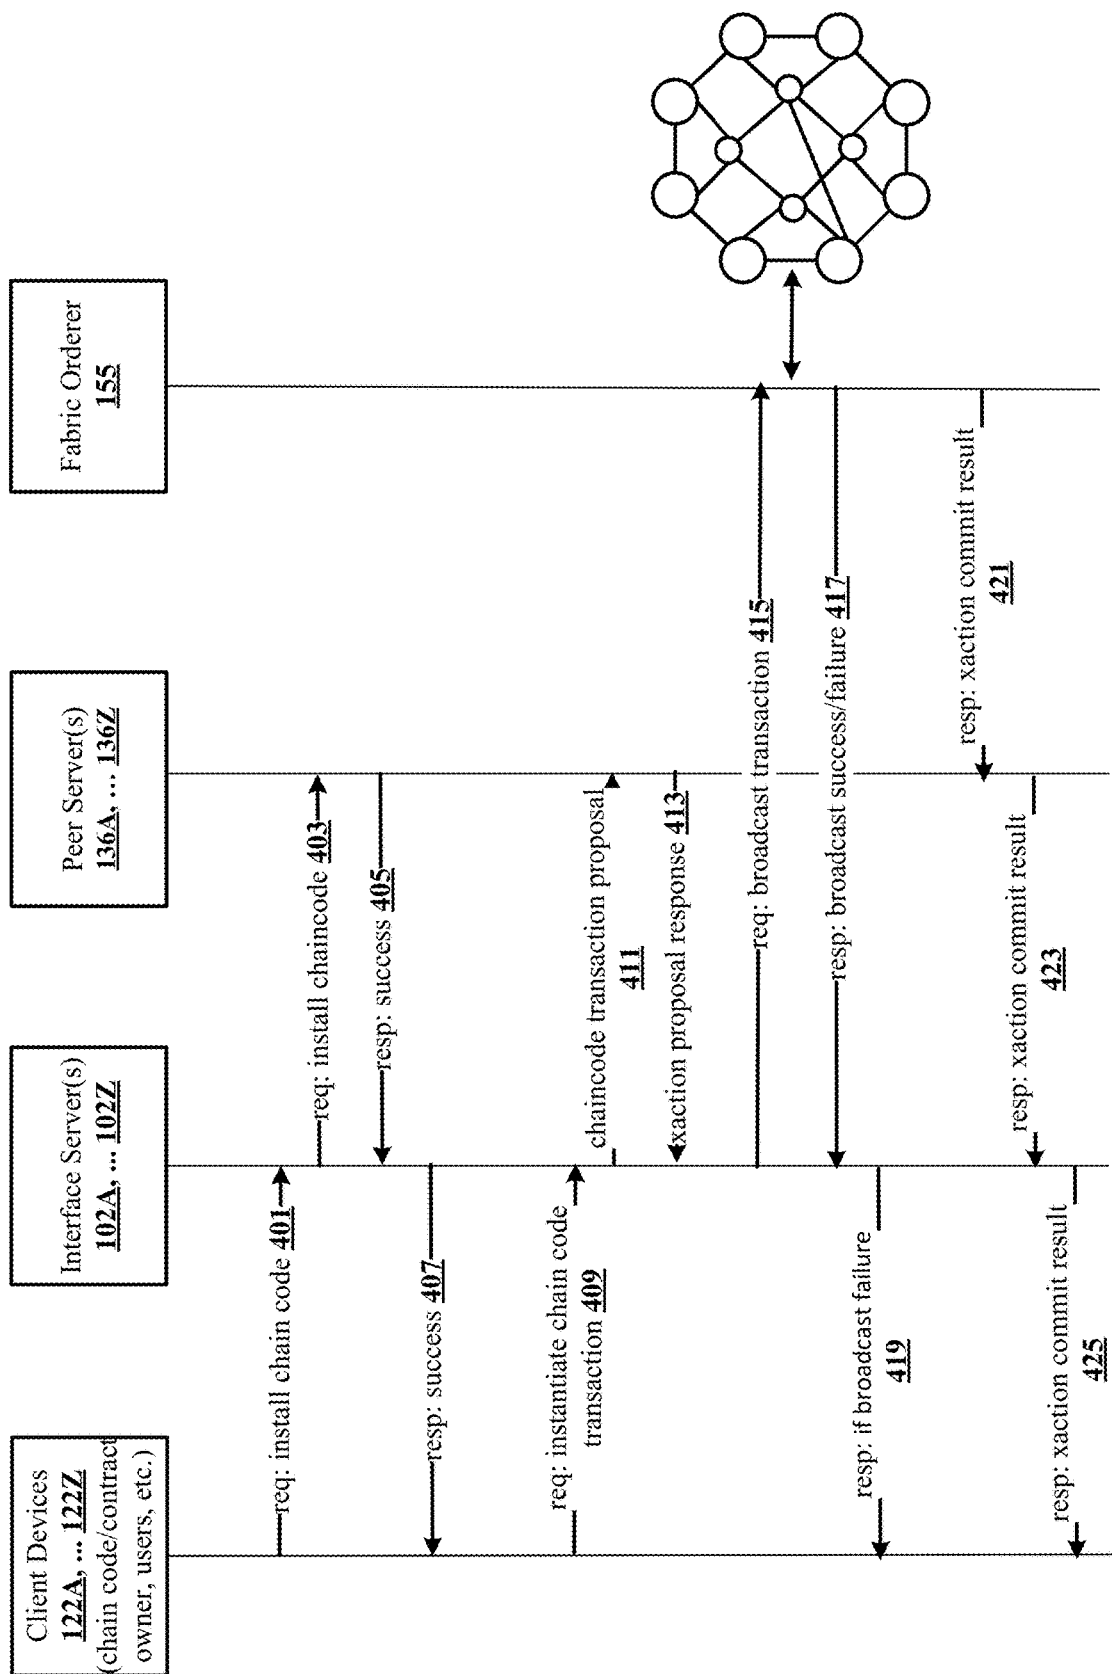 Client Devices
122A, ... 122Z
(chain code/contract
owner, users, etc.)
Interface Server(s)
102A, ... 102Z
Peer Server(s)
136A, ... 136Z
Fabric Orderer
155
req: install chain code 401
req: install chaincode 403
resp: success 405
resp: success 407
req: instantiate chain code
transaction 409
chaincode transaction proposal
411
xaction proposal response 413
req: broadcast transaction 415
resp: broadcast success/failure 417
resp: if broadcast failure
419
resp: xaction commit result
421
resp: xaction commit result
423
resp: xaction commit result
425